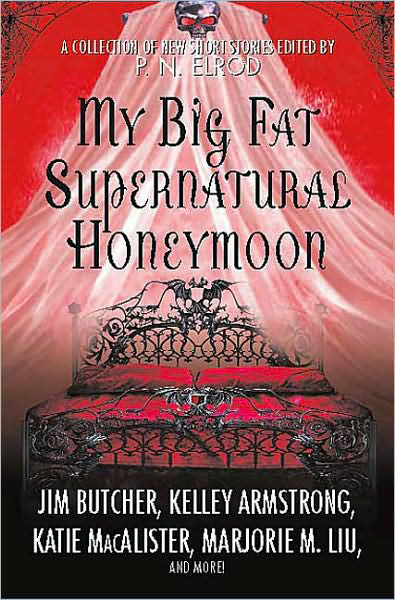 A COLLECTION OF NEW SHORT STORIES EDITED BY
P. N. ELROD
MY BIG FAT
SUPERNATURAL
HONEYMOON
JIM BUTCHER, KELLEY ARMSTRONG,
KATIE MACALISTER, MARJORIE M. LIU,
AND MORE!